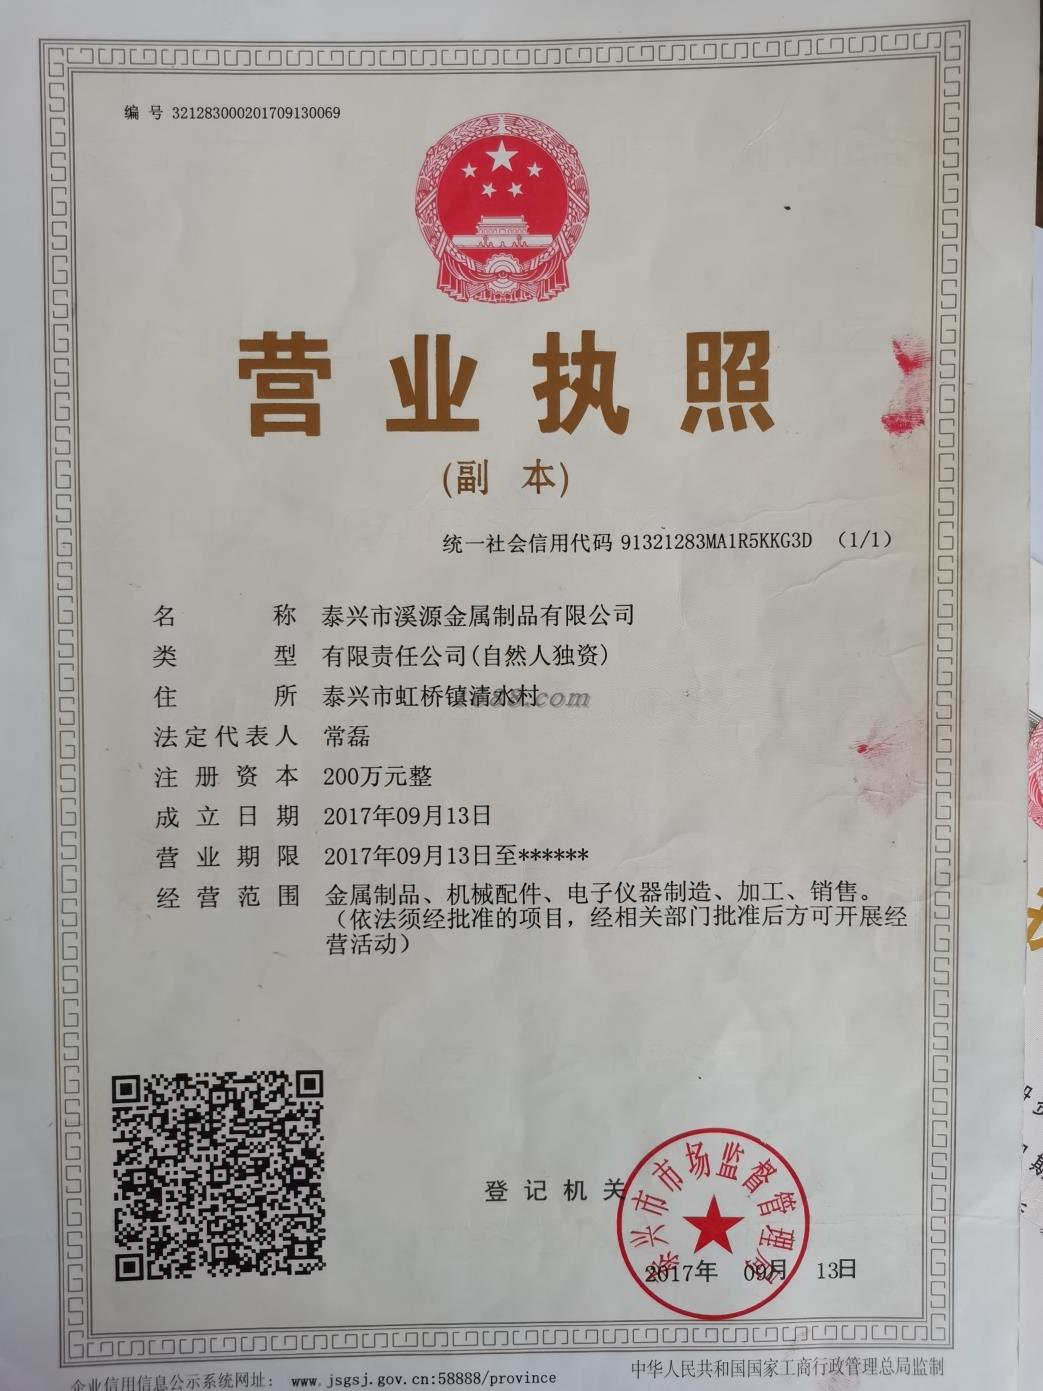 编 号 321283000201709130069
营业执照
(副 本)
统一社会信用代码 91321283MA1R5KKG3D （1/1）
名 称 泰兴市溪源金属制品有限公司
类 型 有限责任公司(自然人独资)
住 所 泰兴市虹桥镇清水村
法定代表人 常磊
注 册 资 本 200万元整
成 立 日 期 2017年09月13日
营 业 期 限 2017年09月13日至******
经 营 范 围 金属制品、机械配件、电子仪器制造、加工、销售。
（依法须经批准的项目，经相关部门批准后方可开展经
营活动）
登 记 机 关
泰兴市市场监督管理局
2017年 09月 13日
企业信用信息公示系统网址： www.jsgsj.gov.cn:58888/province
中华人民共和国国家工商行政管理总局监制